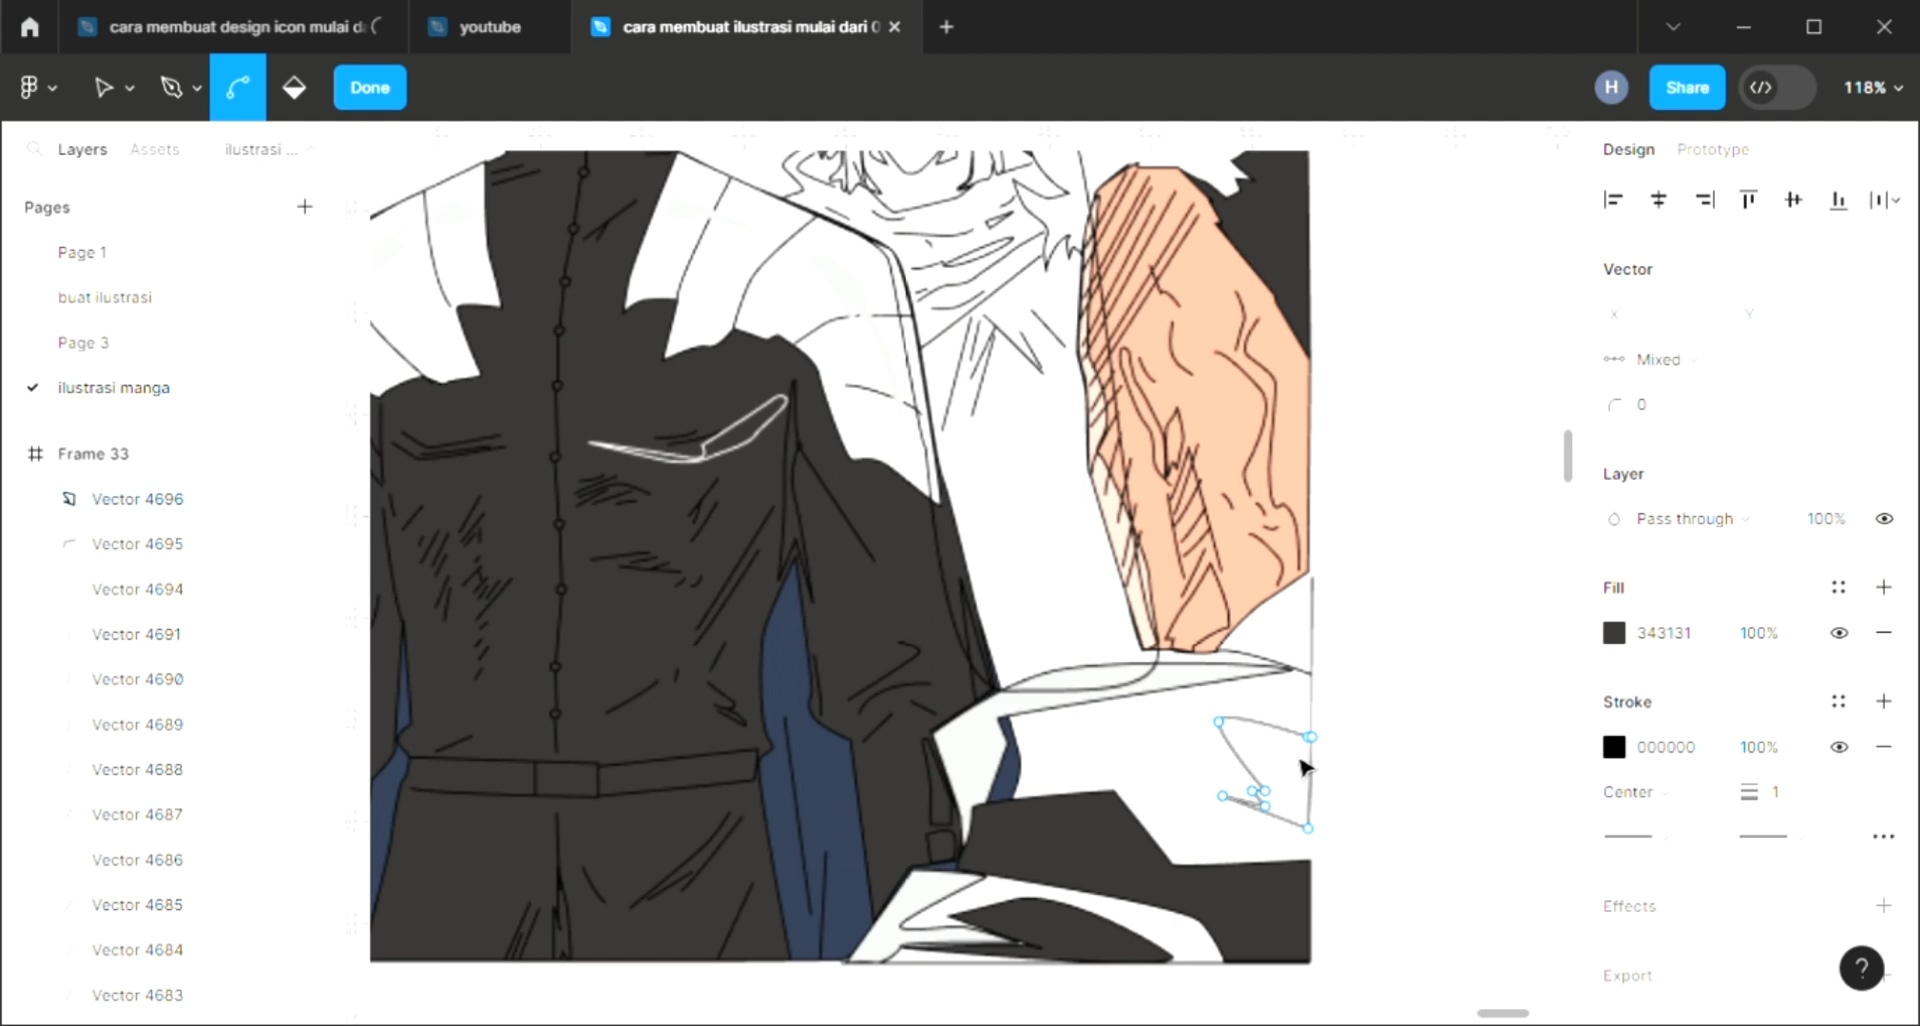 cara membuat design icon mulai d
youtube
cara membuat ilustrasi mulai dari 0
Done
H
Share
118%
Layers
Assets
ilustrasi ...
Pages
Page 1
buat ilustrasi
Page 3
ilustrasi manga
Frame 33
Vector 4696
Vector 4695
Vector 4694
Vector 4691
Vector 4690
Vector 4689
Vector 4688
Vector 4687
Vector 4686
Vector 4685
Vector 4684
Vector 4683
Design
Prototype
Vector
X
Y
Mixed
0
Layer
Pass through
100%
Fill
343131
100%
Stroke
000000
100%
Center
1
Effects
Export
?